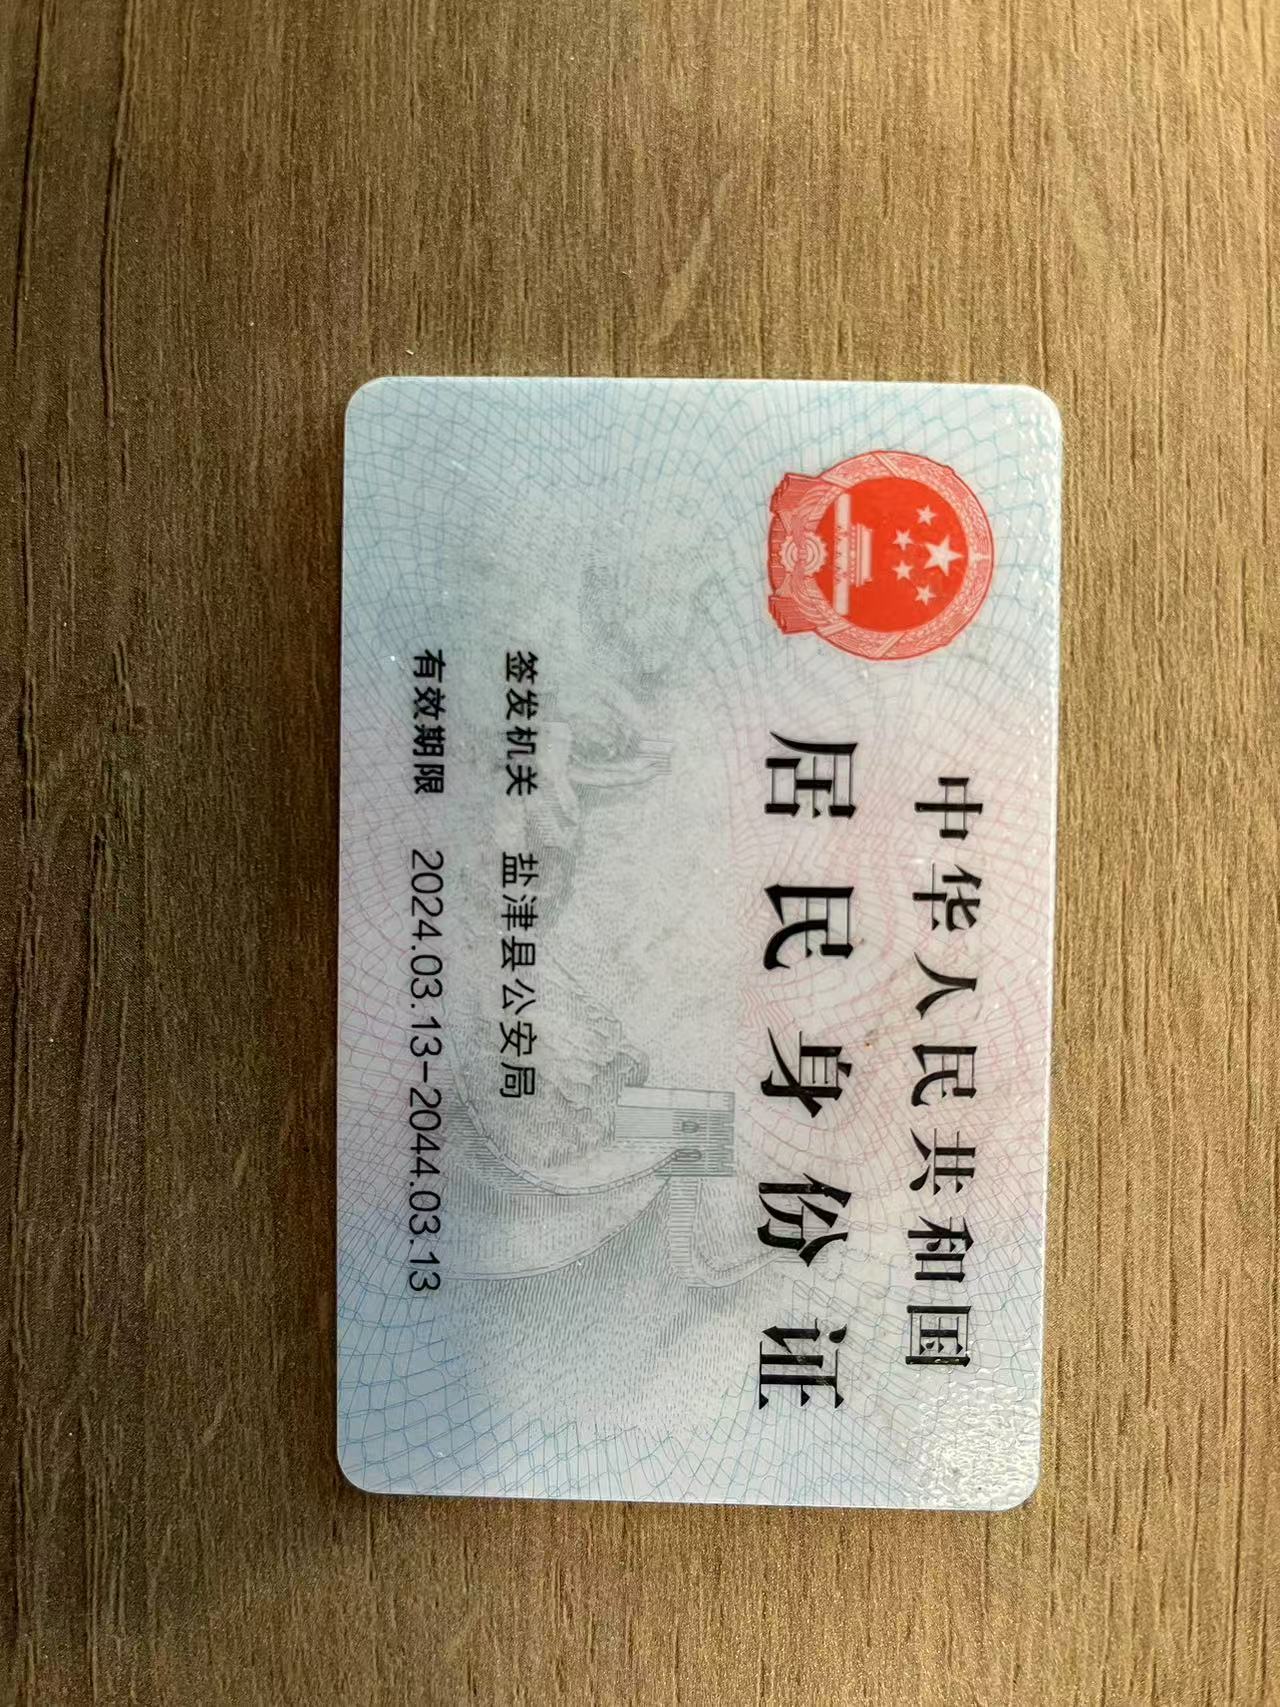 中华人民共和国
居民身份证
签发机关 盐津县公安局
有效期限 2024.03.13-2044.03.13